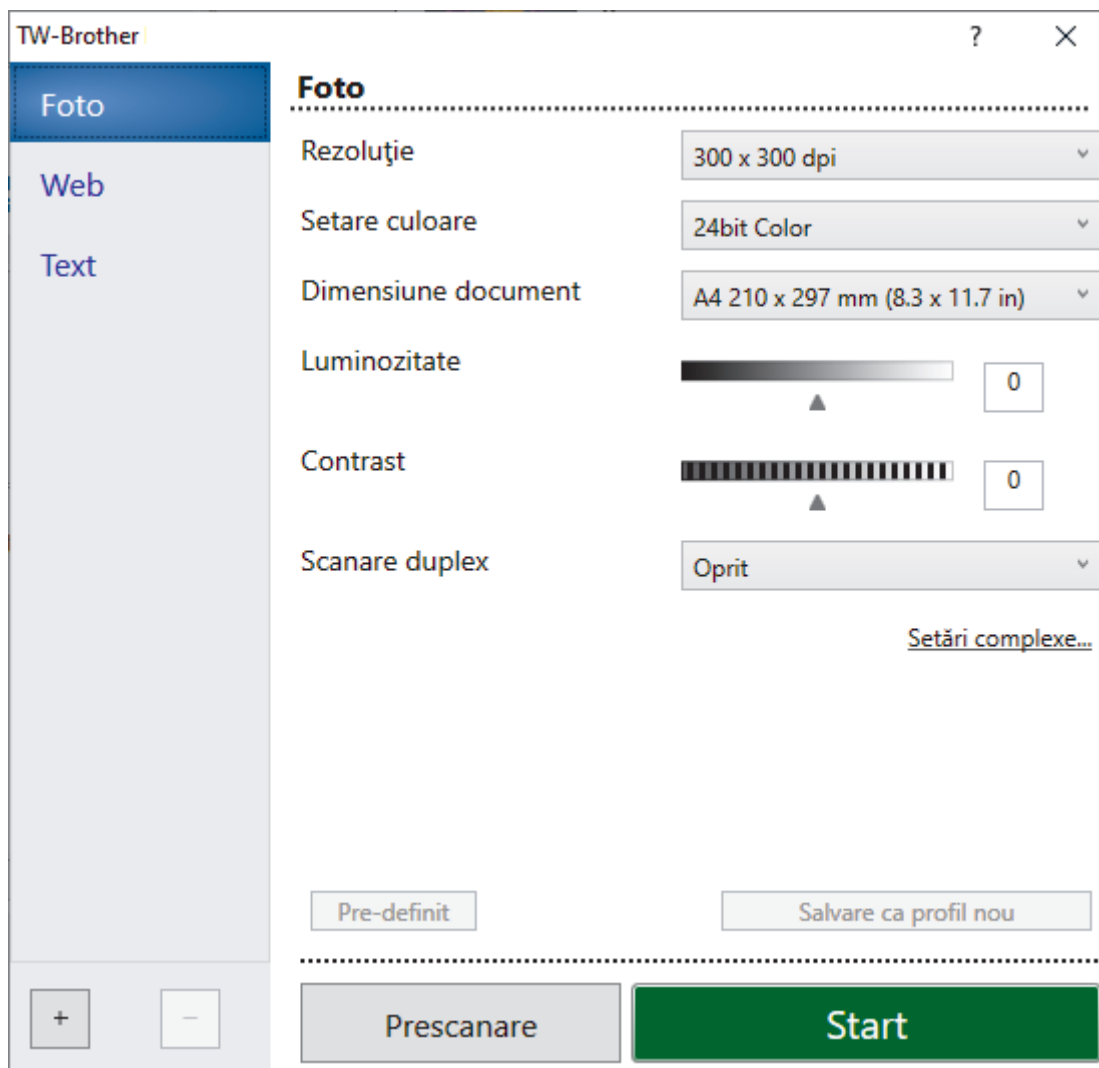 TW-Brother
?
Foto
Web
Text
+
Foto
Rezoluţie
300 x 300 dpi
Setare culoare
24bit Color
Dimensiune document
A4 210 x 297 mm (8.3 x 11.7 in)
Luminozitate
0
Contrast
0
Scanare duplex
Oprit
Setări complexe...
Pre-definit
Salvare ca profil nou
Prescanare
Start